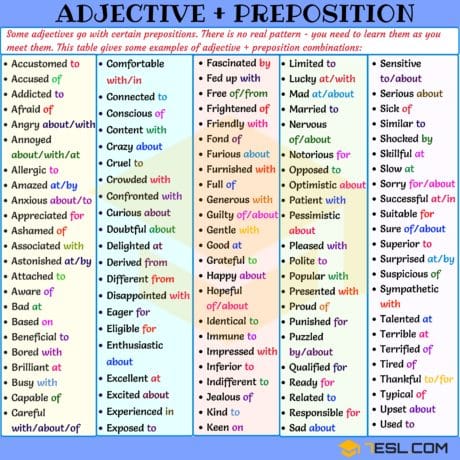 ADJECTIVE + PREPOSITION
Some adjectives go with certain prepositions. There is no real pattern - you need to learn them as you
meet them. This table gives some examples of adjective + preposition combinations:
• Accustomed to
• Accused of
• Addicted to
• Afraid of
• Angry about/with
• Annoyed
about/with/at
• Allergic to
• Amazed at/by
• Anxious about/to
• Appreciated for
• Ashamed of
• Associated with
• Astonished at/by
• Attached to
• Aware of
• Bad at
• Based on
• Beneficial to
• Bored with
• Brilliant at
• Busy with
• Capable of
• Careful
with/about/of
• Comfortable
with/in
• Connected to
• Conscious of
• Content with
• Crazy about
• Cruel to
• Crowded with
• Confronted with
• Curious about
• Doubtful about
• Delighted at
• Derived from
• Different from
• Disappointed with
• Eager for
• Eligible for
• Enthusiastic
about
• Excellent at
• Excited about
• Experienced in
• Exposed to
• Fascinated by
• Fed up with
• Free of/from
• Frightened of
• Friendly with
• Fond of
• Furious about
• Furnished with
• Full of
• Generous with
• Guilty of/about
• Gentle with
• Good at
• Grateful to
• Happy about
• Hopeful
of/about
• Identical to
• Immune to
• Impressed with
• Inferior to
• Indifferent to
• Jealous of
• Kind to
• Keen on
• Limited to
• Lucky at/with
• Mad at/about
• Married to
• Nervous
of/about
• Notorious for
• Opposed to
• Optimistic about
• Patient with
• Pessimistic
about
• Pleased with
• Polite to
• Popular with
• Presented with
• Proud of
• Punished for
• Puzzled
by/about
• Qualified for
• Ready for
• Related to
• Responsible for
• Sad about
• Sensitive
to/about
• Serious about
• Sick of
• Similar to
• Shocked by
• Skillful at
• Slow at
• Sorry for/about
• Successful at/in
• Suitable for
• Sure of/about
• Superior to
• Surprised at/by
• Suspicious of
• Sympathetic
with
• Talented at
• Terrible at
• Terrified of
• Tired of
• Thankful to/for
• Typical of
• Upset about
• Used to
7ESL.COM